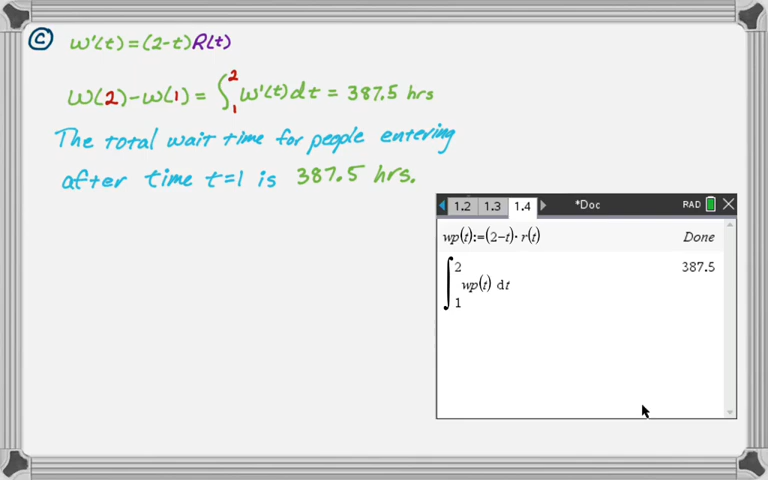 C w'(t) = (2-t)R(t)
w(2)-w(1) = ∫₁² w'(t)dt = 387.5 hrs
The total wait time for people entering
after time t=1 is 387.5 hrs.
1.2 1.3 1.4 *Doc RAD
wp(t):=(2−t)· r(t) Done
∫₁² wp(t) dt 387.5